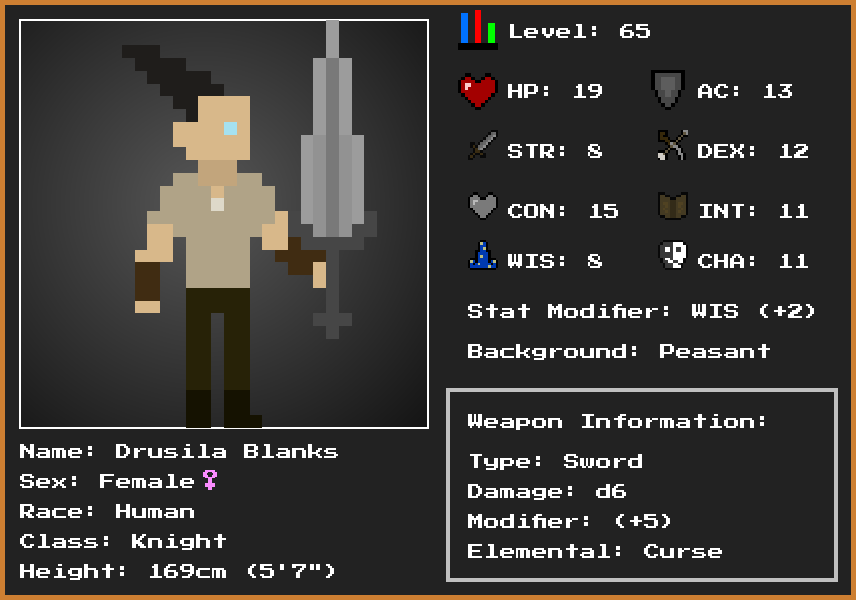 Level: 65
HP: 19
AC: 13
STR: 8
DEX: 12
CON: 15
INT: 11
WIS: 8
CHA: 11
Stat Modifier: WIS (+2)
Background: Peasant
Weapon Information:
Type: Sword
Damage: d6
Modifier: (+5)
Elemental: Curse
Name: Drusila Blanks
Sex: Female♀
Race: Human
Class: Knight
Height: 169cm (5'7")